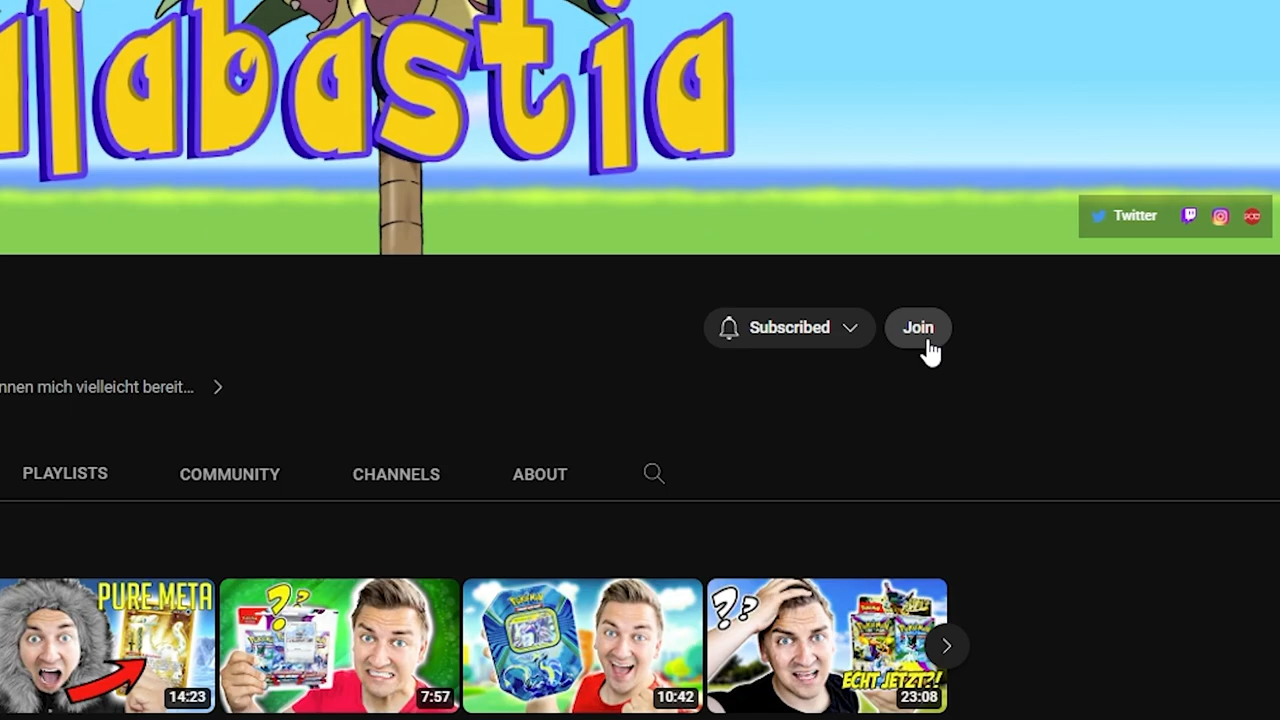 alabastia
Twitter
Subscribed
Join
nnen mich vielleicht bereit...
PLAYLISTS
COMMUNITY
CHANNELS
ABOUT
PURE META
14:23
??
7:57
10:42
??
ECHT JETZT?!
23:08